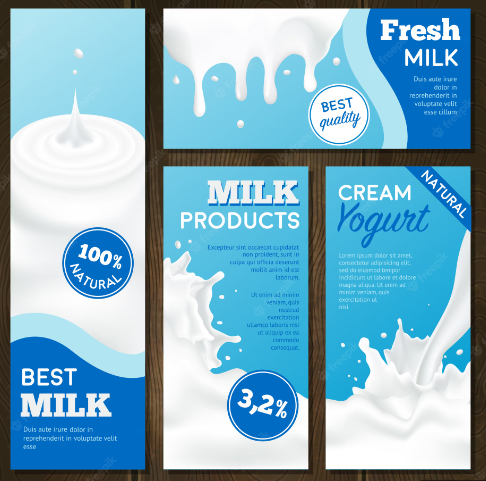 100%
NATURAL
BEST
MILK
Duis aute irure dolor in
reprehenderit in voluptate velit
esse
Fresh
MILK
Duis aute irure
dolor in
reprehenderit in
voluptate velit
esse cillum
BEST
quality
MILK
PRODUCTS
Excepteur sint occaecat cupidatat
non proident, sunt in
culpa qui officia deserunt
mollit anim id est
laborum.
Ut enim ad minim
veniam, quis
nostrud
exercitation
ullamco laboris nisi
ut aliquip ex ea
commodo
consequat.
3,2%
NATURAL
CREAM
Yogurt
Lorem ipsum dolor sit amet,
consectetur adipiscing
elit, sed do eiusmod
tempor incididunt ut
labore et dolore magna
aliqua. Ut enim ad
minim veniam, quis
nostrud exercitation
ullamco laboris
nisi